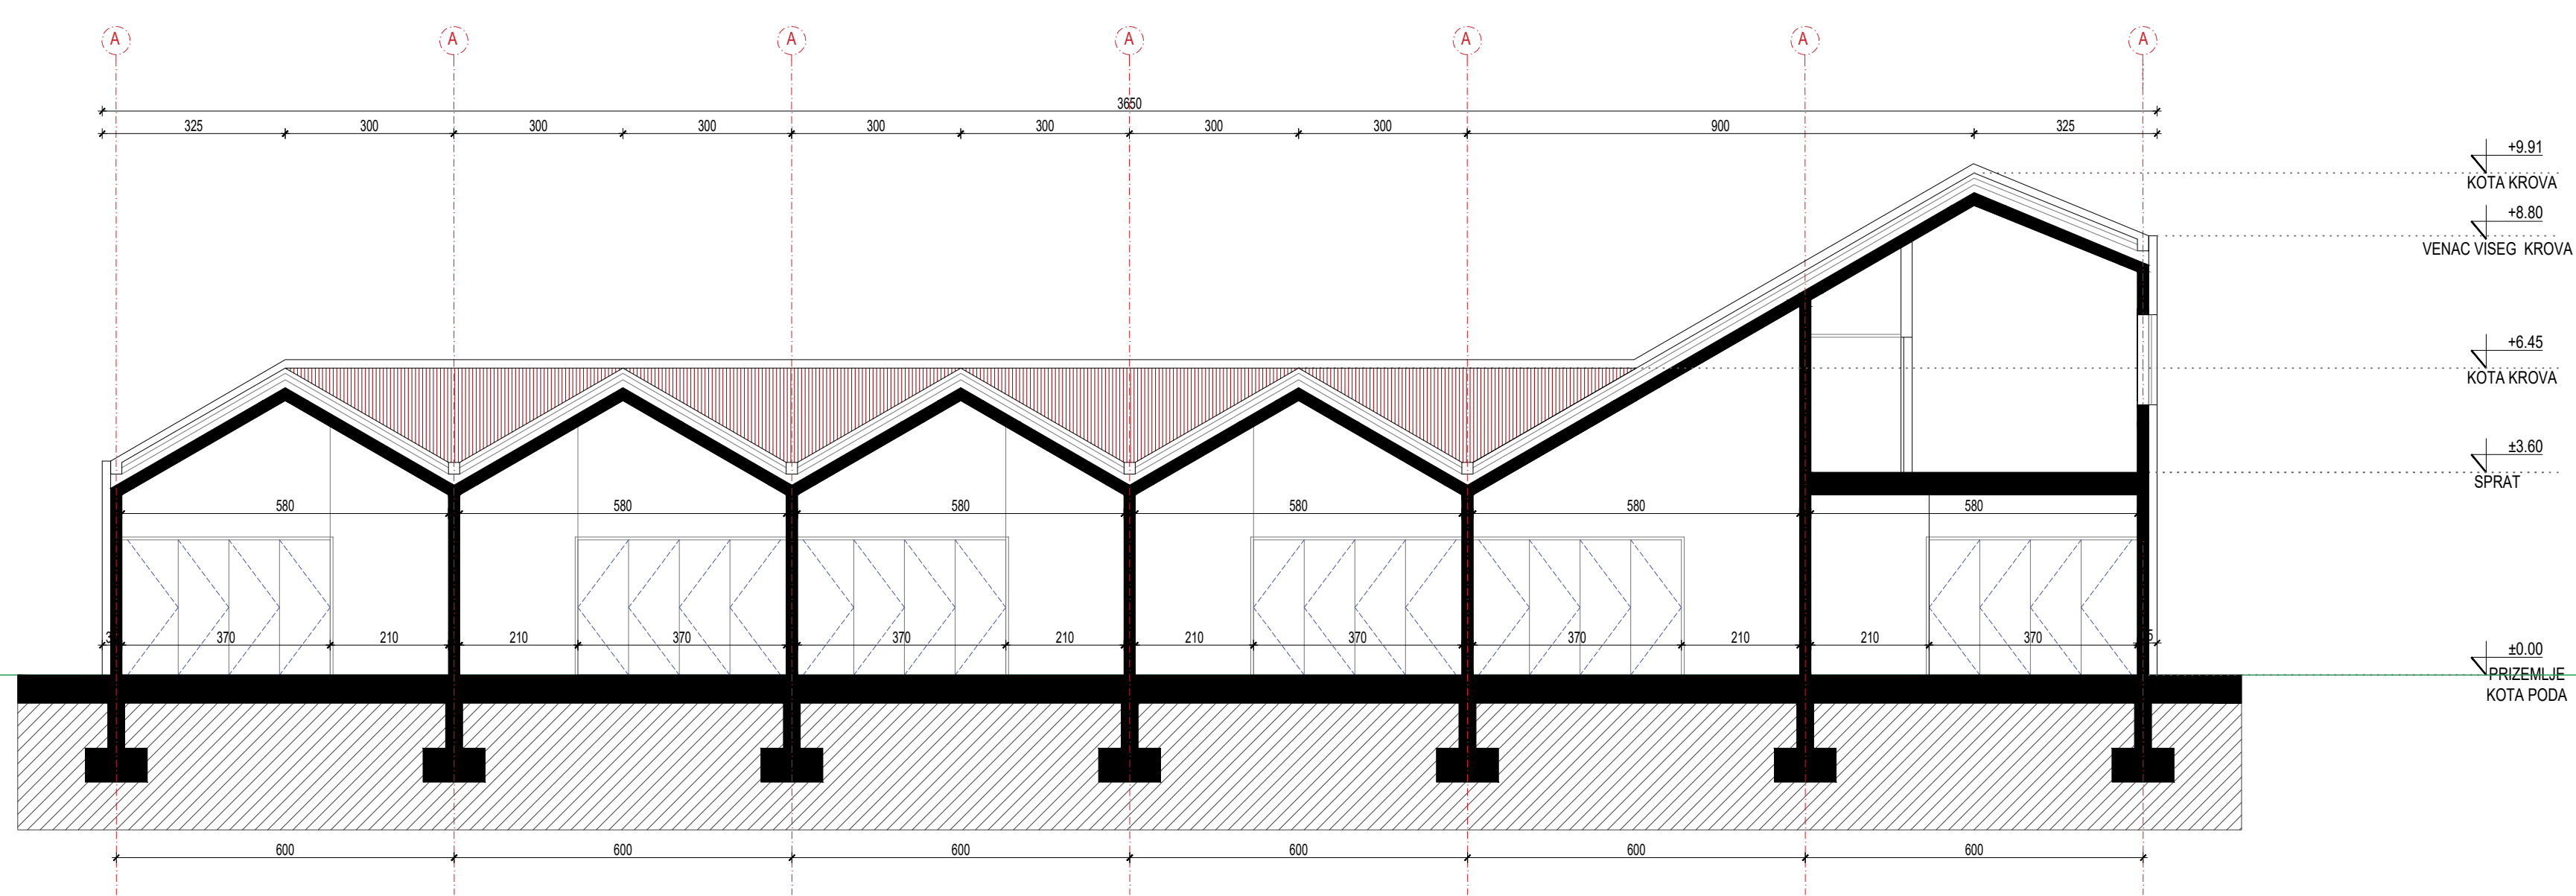 A A A A A A A
3650
325 300 300 300 300 300 300 300 900 325
+9.91
KOTA KROVA
+8.80
VENAC VISEG KROVA
+6.45
KOTA KROVA
±3.60
SPRAT
580 580 580 580 580 580
370 210 210 370 370 210 210 370 370 210 210 370
±0.00
PRIZEMLJE
KOTA PODA
600 600 600 600 600 600